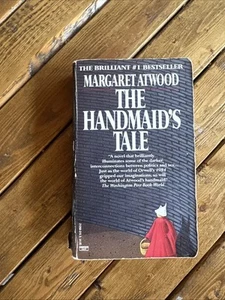 THE BRILLIANT #1 BESTSELLER
MARGARET ATWOOD
THE
HANDMAID'S
TALE
"A novel that brilliantly
illuminates some of the darker
interconnections between politics and sex.
Just as the world of Orwell's 1984
gripped our imaginations, so will
the world of Atwood's handmaid!"
The Washington Post Book World